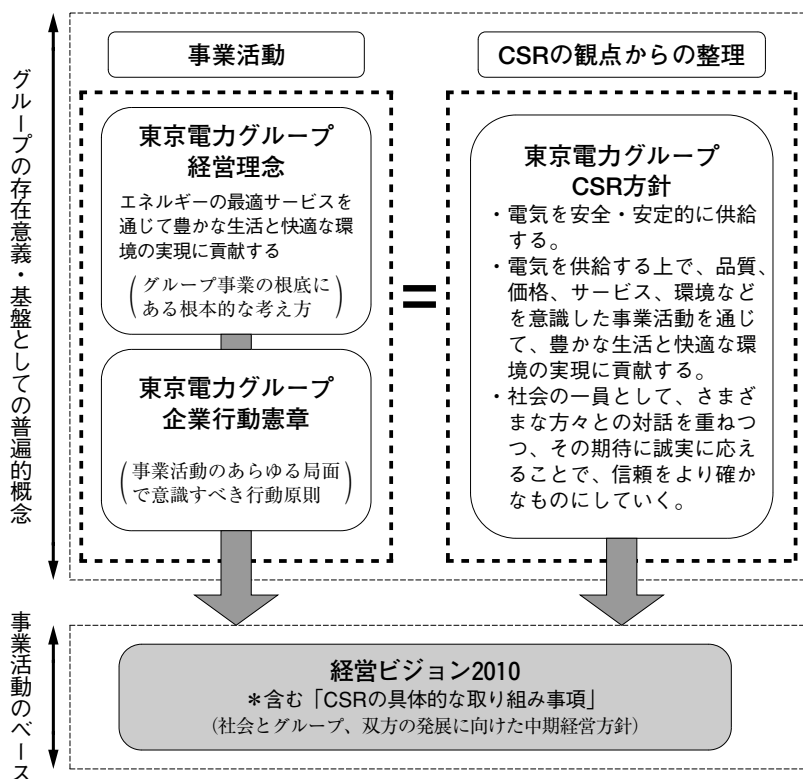 グループの存在意義・基盤としての普遍的概念
事業活動
東京電力グループ
経営理念
エネルギーの最適サービスを
通じて豊かな生活と快適な環
境の実現に貢献する
(グループ事業の根底に
ある根本的な考え方)
東京電力グループ
企業行動憲章
(事業活動のあらゆる局面
で意識すべき行動原則)
=
CSRの観点からの整理
東京電力グループ
CSR方針
・電気を安全・安定的に供給
する。
・電気を供給する上で、品質、
価格、サービス、環境など
を意識した事業活動を通じ
て、豊かな生活と快適な環
境の実現に貢献する。
・社会の一員として、さまざ
まな方々との対話を重ねつ
つ、その期待に誠実に応え
ることで、信頼をより確か
なものにしていく。
事業活動のベース
経営ビジョン2010
*含む「CSRの具体的な取り組み事項」
(社会とグループ、双方の発展に向けた中期経営方針)